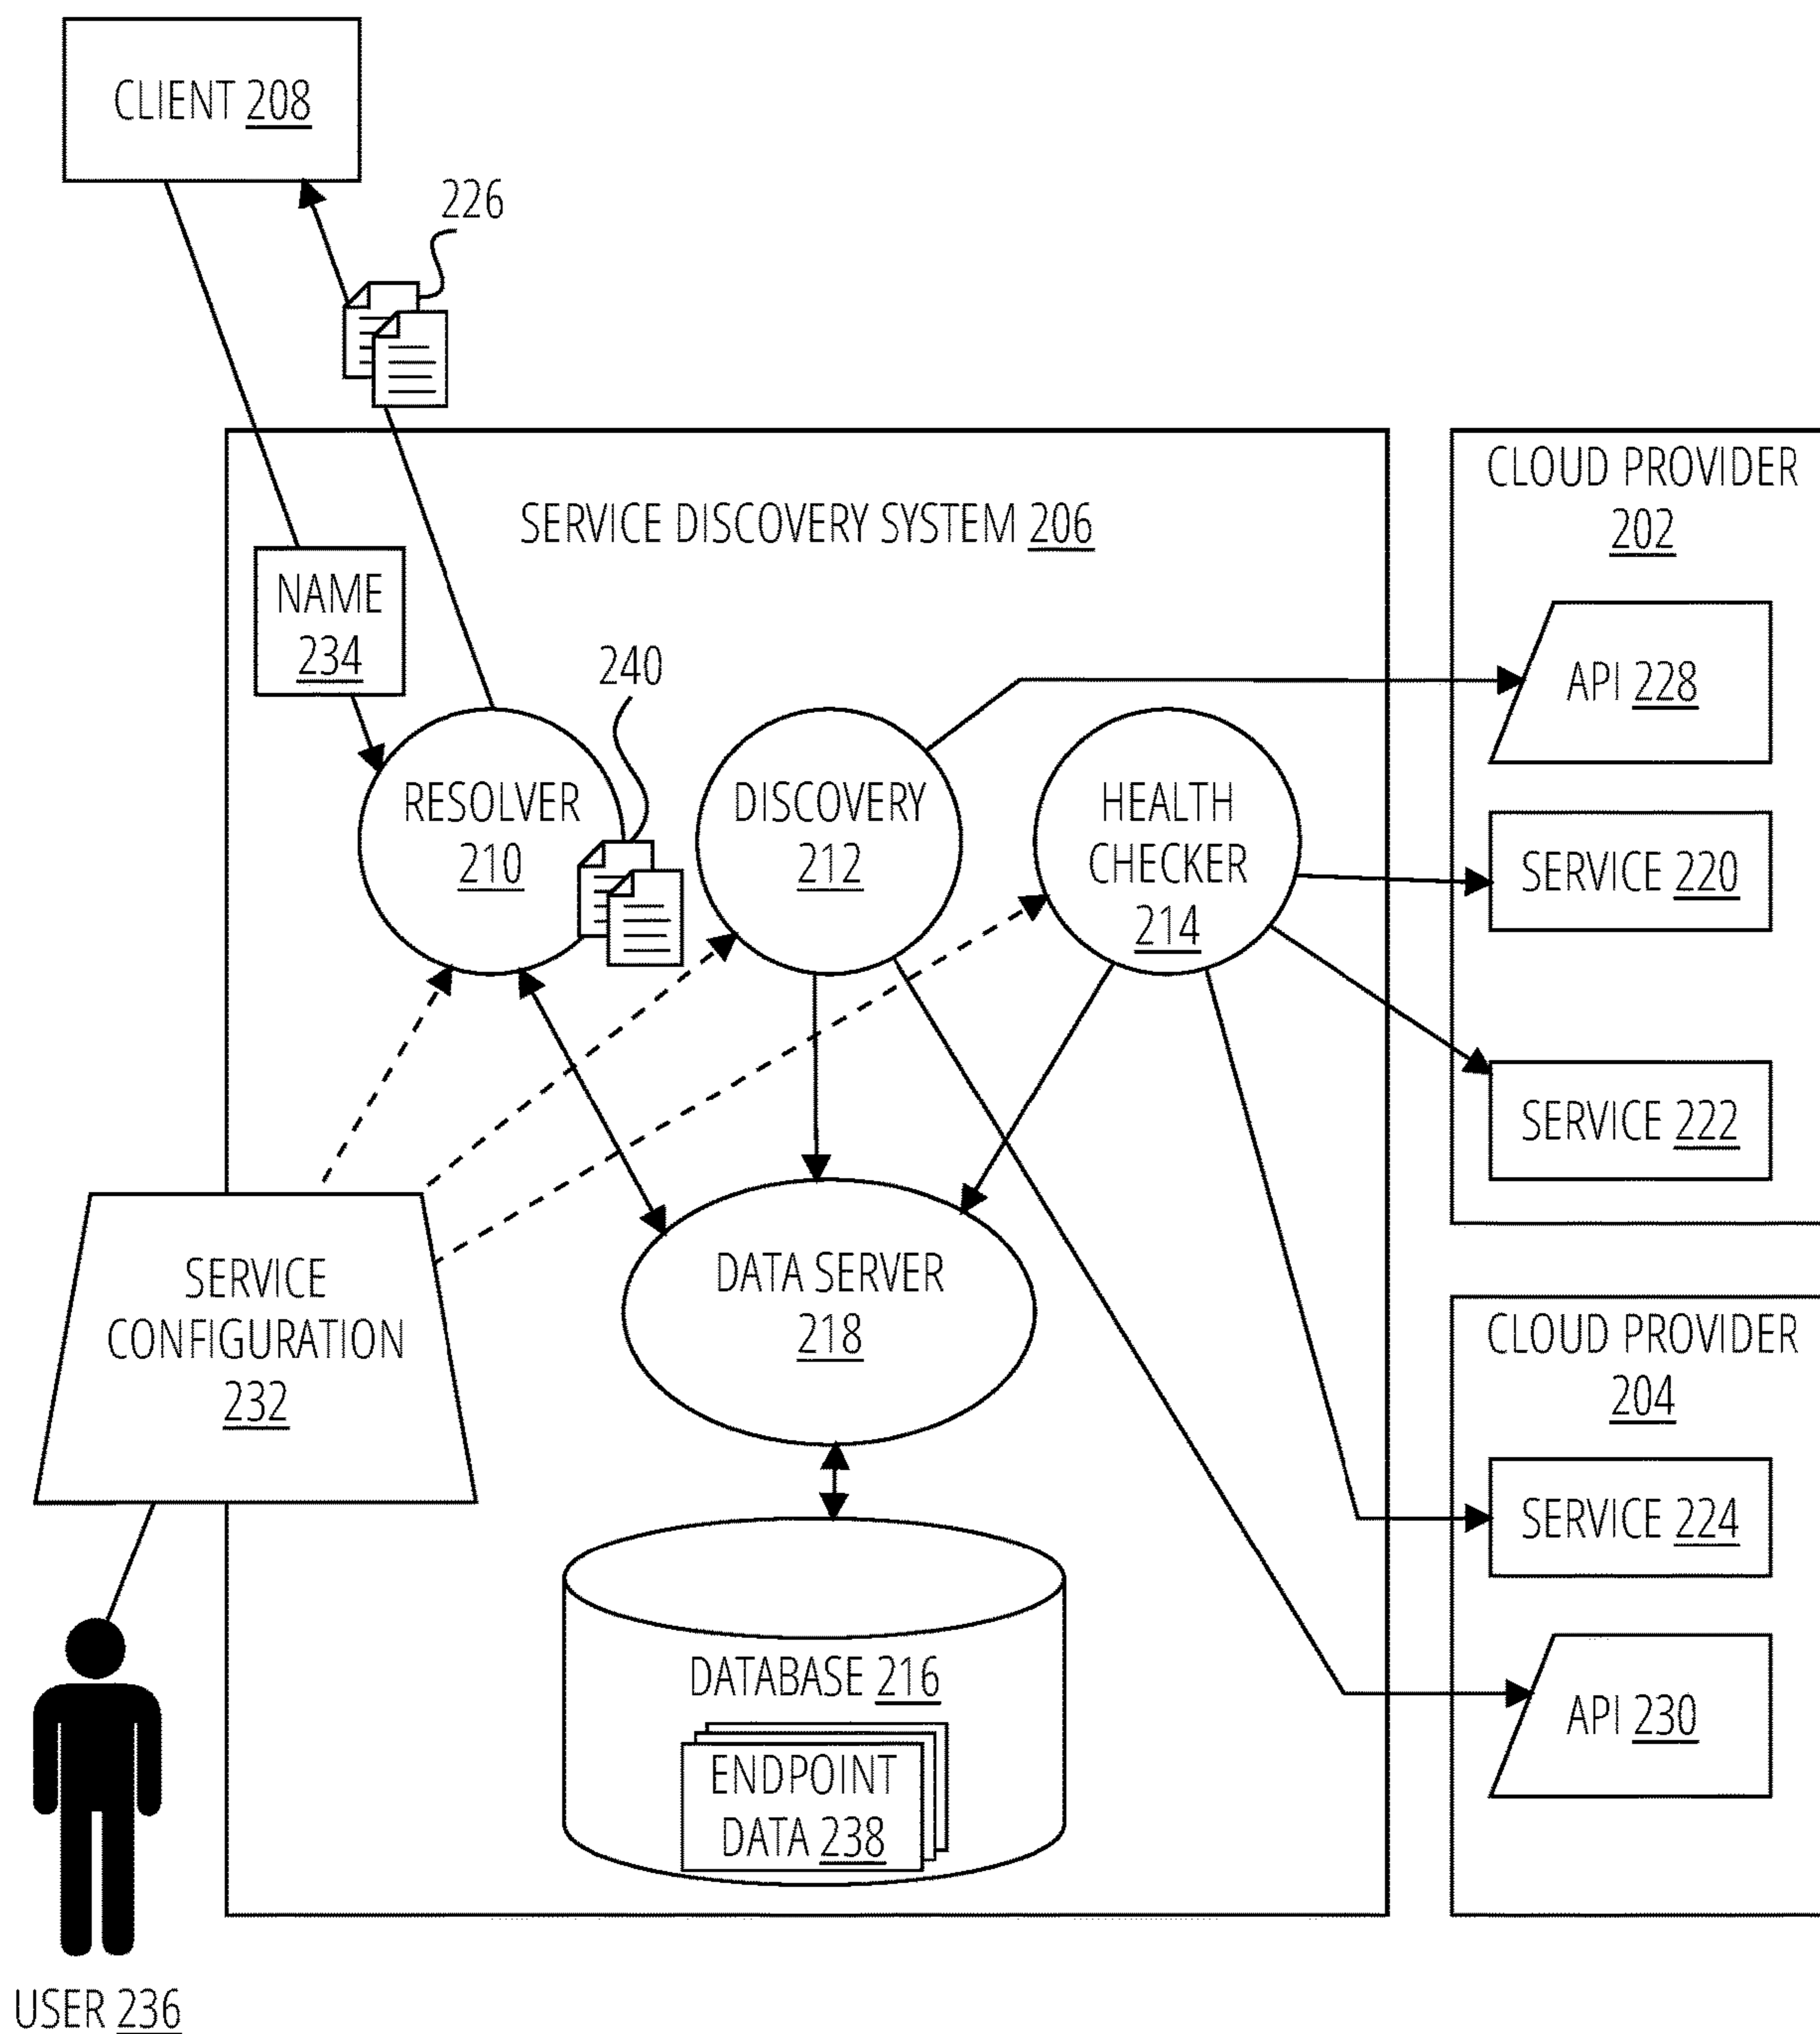 CLIENT 208
226
SERVICE DISCOVERY SYSTEM 206
NAME
234
240
RESOLVER
210
DISCOVERY
212
HEALTH
CHECKER
214
CLOUD PROVIDER
202
API 228
SERVICE 220
SERVICE 222
SERVICE
CONFIGURATION
232
DATA SERVER
218
CLOUD PROVIDER
204
SERVICE 224
API 230
DATABASE 216
ENDPOINT
DATA 238
USER 236